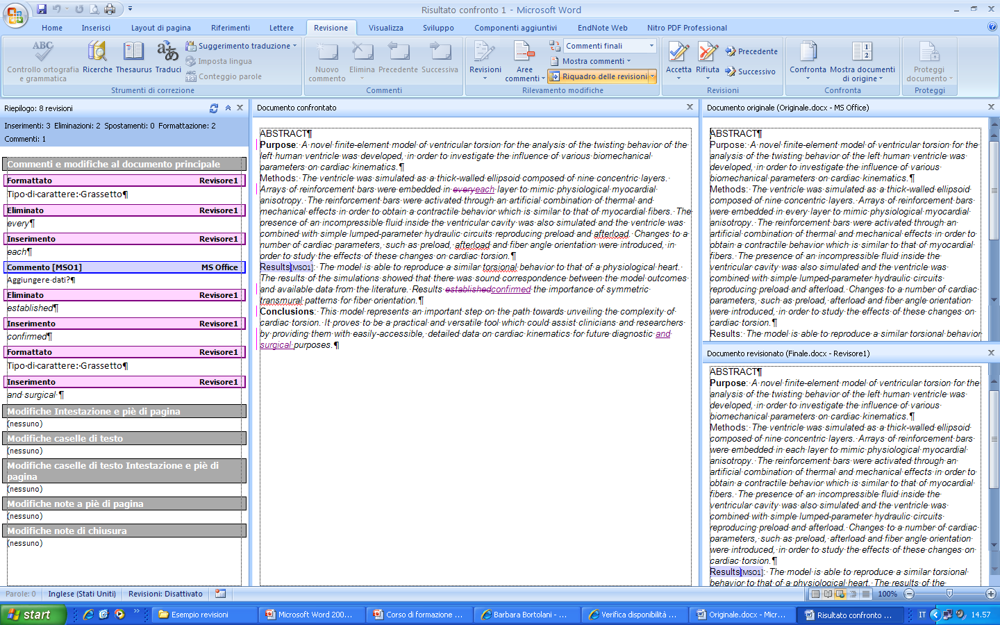 Risultato confronto 1 - Microsoft Word
Home Inserisci Layout di pagina Riferimenti Lettere Revisione Visualizza Sviluppo Componenti aggiuntivi EndNote Web Nitro PDF Professional
Controllo ortografia e grammatica
Ricerche Thesaurus Traduci
Suggerimento traduzione
Imposta lingua
Conteggio parole
Strumenti di correzione
Nuovo commento
Elimina Precedente Successiva
Commenti
Revisioni
Aree commenti
Commenti finali
Mostra commenti
Riquadro delle revisioni
Rilevamento modifiche
Accetta Rifiuta
Precedente
Successivo
Revisioni
Confronta
Mostra documenti di origine
Confronta
Proteggi documento
Proteggi
Riepilogo: 8 revisioni
Inserimenti: 3 Eliminazioni: 2 Spostamenti: 0 Formattazione: 2
Commenti: 1
Commenti e modifiche al documento principale
Formattato Revisore1
Tipo·di·carattere:·Grassetto¶
Eliminato Revisore1
every¶
Inserimento Revisore1
each¶
Commento [MSO1] MS Office
Aggiungere·dati?¶
Eliminato Revisore1
established¶
Inserimento Revisore1
confirmed¶
Formattato Revisore1
Tipo·di·carattere:·Grassetto¶
Inserimento Revisore1
and·surgical·¶
Modifiche Intestazione e piè di pagina
(nessuno)
Modifiche caselle di testo
(nessuno)
Modifiche caselle di testo Intestazione e piè di
pagina
(nessuno)
Modifiche note a piè di pagina
(nessuno)
Modifiche note di chiusura
(nessuno)
Documento confrontato
ABSTRACT¶
Purpose:·A·novel·finite-element·model·of·ventricular·torsion·for·the·analysis·of·the·twisting·behavior·of·the·
left·human·ventricle·was·developed,·in·order·to·investigate·the·influence·of·various·biomechanical·
parameters·on·cardiac·kinematics.¶
Methods:·The·ventricle·was·simulated·as·a·thick-walled·ellipsoid·composed·of·nine·concentric·layers.·
Arrays·of·reinforcement·bars·were·embedded·in·everyeach·layer·to·mimic·physiological·myocardial·
anisotropy.·The·reinforcement·bars·were·activated·through·an·artificial·combination·of·thermal·and·
mechanical·effects·in·order·to·obtain·a·contractile·behavior·which·is·similar·to·that·of·myocardial·fibers.·The·
presence·of·an·incompressible·fluid·inside·the·ventricular·cavity·was·also·simulated·and·the·ventricle·was·
combined·with·simple·lumped-parameter·hydraulic·circuits·reproducing·preload·and·afterload.·Changes·to·a·
number·of·cardiac·parameters,·such·as·preload,·afterload·and·fiber·angle·orientation·were·introduced,·in·
order·to·study·the·effects·of·these·changes·on·cardiac·torsion.¶
Results[MSO1]:·The·model·is·able·to·reproduce·a·similar·torsional·behavior·to·that·of·a·physiological·heart.·
The·results·of·the·simulations·showed·that·there·was·sound·correspondence·between·the·model·outcomes·
and·available·data·from·the·literature.·Results·establishedconfirmed·the·importance·of·symmetric·
transmural·patterns·for·fiber·orientation.¶
Conclusions:·This·model·represents·an·important·step·on·the·path·towards·unveiling·the·complexity·of·
cardiac·torsion.·It·proves·to·be·a·practical·and·versatile·tool·which·could·assist·clinicians·and·researchers·
by·providing·them·with·easily-accessible,·detailed·data·on·cardiac·kinematics·for·future·diagnostic·and·
surgical·purposes.¶
Documento originale (Originale.docx - MS Office)
ABSTRACT¶
Purpose:·A·novel·finite-element·model·of·ventricular·torsion·for·the·
analysis·of·the·twisting·behavior·of·the·left·human·ventricle·was·
developed,·in·order·to·investigate·the·influence·of·various·
biomechanical·parameters·on·cardiac·kinematics.¶
Methods:·The·ventricle·was·simulated·as·a·thick-walled·ellipsoid·
composed·of·nine·concentric·layers.·Arrays·of·reinforcement·bars·
were·embedded·in·every·layer·to·mimic·physiological·myocardial·
anisotropy.·The·reinforcement·bars·were·activated·through·an·
artificial·combination·of·thermal·and·mechanical·effects·in·order·to·
obtain·a·contractile·behavior·which·is·similar·to·that·of·myocardial·
fibers.·The·presence·of·an·incompressible·fluid·inside·the·
ventricular·cavity·was·also·simulated·and·the·ventricle·was·
combined·with·simple·lumped-parameter·hydraulic·circuits·
reproducing·preload·and·afterload.·Changes·to·a·number·of·cardiac·
parameters,·such·as·preload,·afterload·and·fiber·angle·orientation·
were·introduced,·in·order·to·study·the·effects·of·these·changes·on·
cardiac·torsion.¶
Results:·The·model·is·able·to·reproduce·a·similar·torsional·behavior·
Documento revisionato (Finale.docx - Revisore1)
ABSTRACT¶
Purpose:·A·novel·finite-element·model·of·ventricular·torsion·for·the·
analysis·of·the·twisting·behavior·of·the·left·human·ventricle·was·
developed,·in·order·to·investigate·the·influence·of·various·
biomechanical·parameters·on·cardiac·kinematics.¶
Methods:·The·ventricle·was·simulated·as·a·thick-walled·ellipsoid·
composed·of·nine·concentric·layers.·Arrays·of·reinforcement·bars·
were·embedded·in·each·layer·to·mimic·physiological·myocardial·
anisotropy.·The·reinforcement·bars·were·activated·through·an·
artificial·combination·of·thermal·and·mechanical·effects·in·order·to·
obtain·a·contractile·behavior·which·is·similar·to·that·of·myocardial·
fibers.·The·presence·of·an·incompressible·fluid·inside·the·
ventricular·cavity·was·also·simulated·and·the·ventricle·was·
combined·with·simple·lumped-parameter·hydraulic·circuits·
reproducing·preload·and·afterload.·Changes·to·a·number·of·cardiac·
parameters,·such·as·preload,·afterload·and·fiber·angle·orientation·
were·introduced,·in·order·to·study·the·effects·of·these·changes·on·
cardiac·torsion.¶
Results[MSO1]:·The·model·is·able·to·reproduce·a·similar·torsional·
behavior·to·that·of·a·physiological·heart.·The·results·of·the·
Parole: 0 Inglese (Stati Uniti) Revisioni: Disattivato 100%
start Esempio revisioni Microsoft Word 200... Corso di formazione ... Barbara Bortolani - ... Verifica disponibilità ... Originale.docx - Micr... Risultato confronto ... IT 14.57